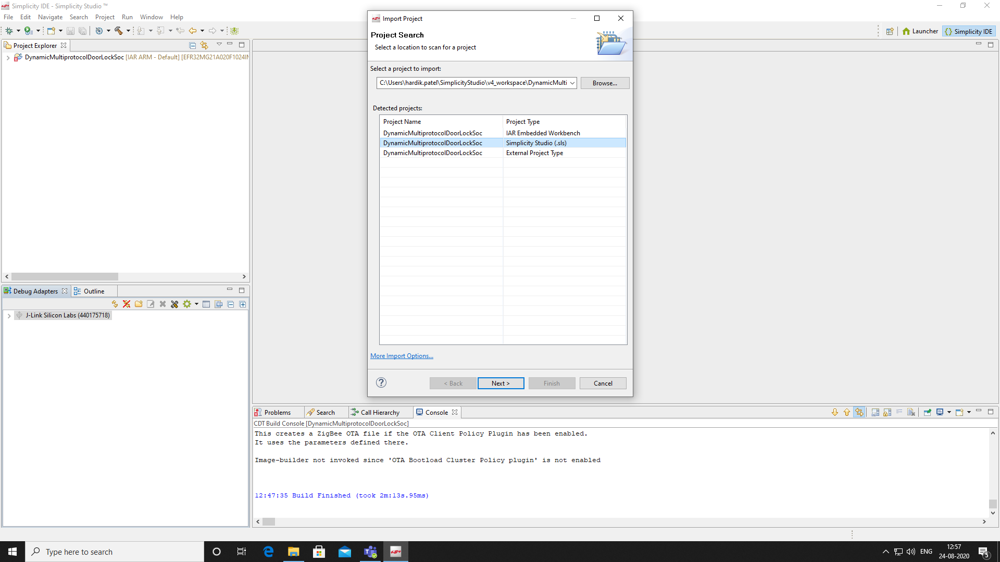 Simplicity IDE - Simplicity Studio ™
File Edit Navigate Search Project Run Window Help
Launcher
Simplicity IDE
Project Explorer
DynamicMultiprotocolDoorLockSoc [IAR ARM - Default] [EFR32MG21A020F1024IM
Debug Adapters
Outline
J-Link Silicon Labs (440175718)
Import Project
Project Search
Select a location to scan for a project
Select a project to import:
C:\Users\hardik.patel\SimplicityStudio\v4_workspace\DynamicMulti
Browse...
Detected projects:
Project Name Project Type
DynamicMultiprotocolDoorLockSoc IAR Embedded Workbench
DynamicMultiprotocolDoorLockSoc Simplicity Studio (.sls)
DynamicMultiprotocolDoorLockSoc External Project Type
More Import Options...
?
< Back
Next >
Finish
Cancel
Problems
Search
Call Hierarchy
Console
CDT Build Console [DynamicMultiprotocolDoorLockSoc]
This creates a ZigBee OTA file if the OTA Client Policy Plugin has been enabled.
It uses the parameters defined there.
Image-builder not invoked since 'OTA Bootload Cluster Policy plugin' is not enabled
12:47:35 Build Finished (took 2m:13s.95ms)
Type here to search
ENG
12:57
24-08-2020
5